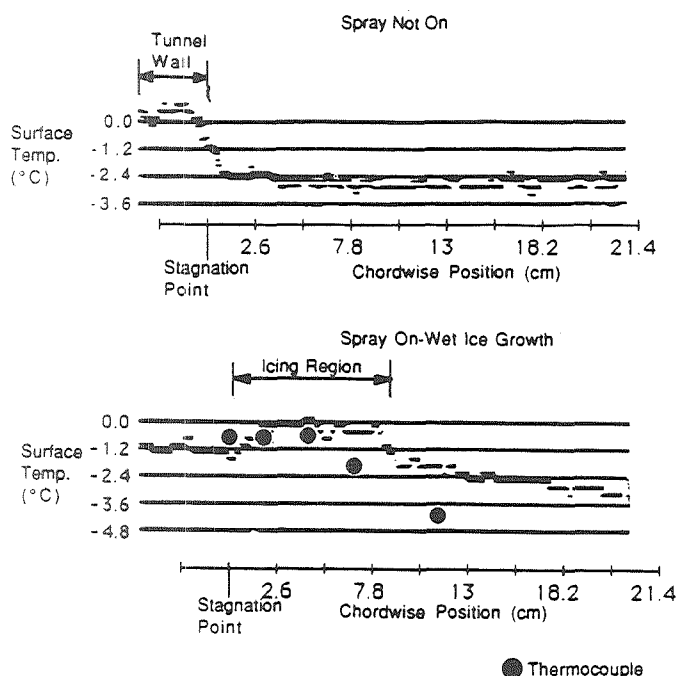 Spray Not On
Tunnel
Wall
Surface
Temp.
(°C)
0.0
-1.2
-2.4
-3.6
2.6 7.8 13 18.2 21.4
Stagnation
Point
Chordwise Position (cm)
Spray On-Wet Ice Growth
Icing Region
Surface
Temp.
(°C)
0.0
-1.2
-2.4
-3.6
-4.8
2.6 7.8 13 18.2 21.4
Stagnation
Point
Chordwise Position (cm)
Thermocouple